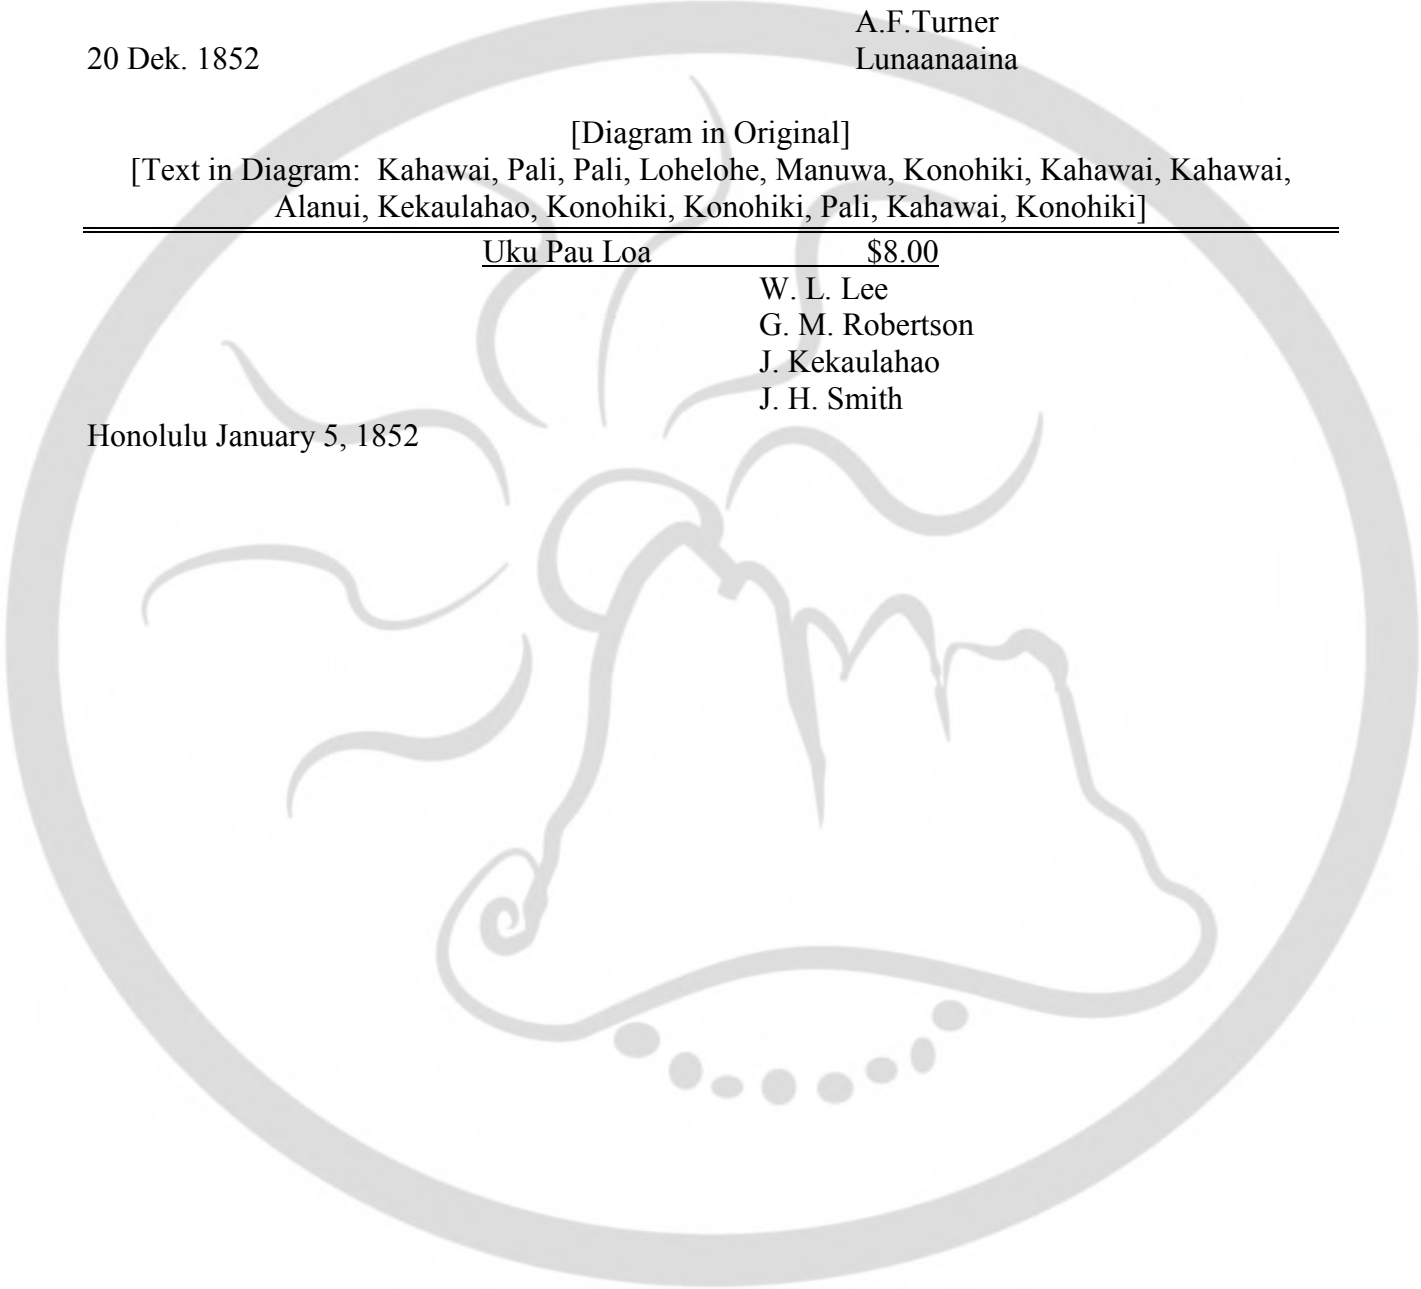 A.F.Turner
20 Dek. 1852 Lunaanaaina
[Diagram in Original]
[Text in Diagram: Kahawai, Pali, Pali, Lohelohe, Manuwa, Konohiki, Kahawai, Kahawai,
Alanui, Kekaulahao, Konohiki, Konohiki, Pali, Kahawai, Konohiki]
Uku Pau Loa $8.00
W. L. Lee
G. M. Robertson
J. Kekaulahao
J. H. Smith
Honolulu January 5, 1852